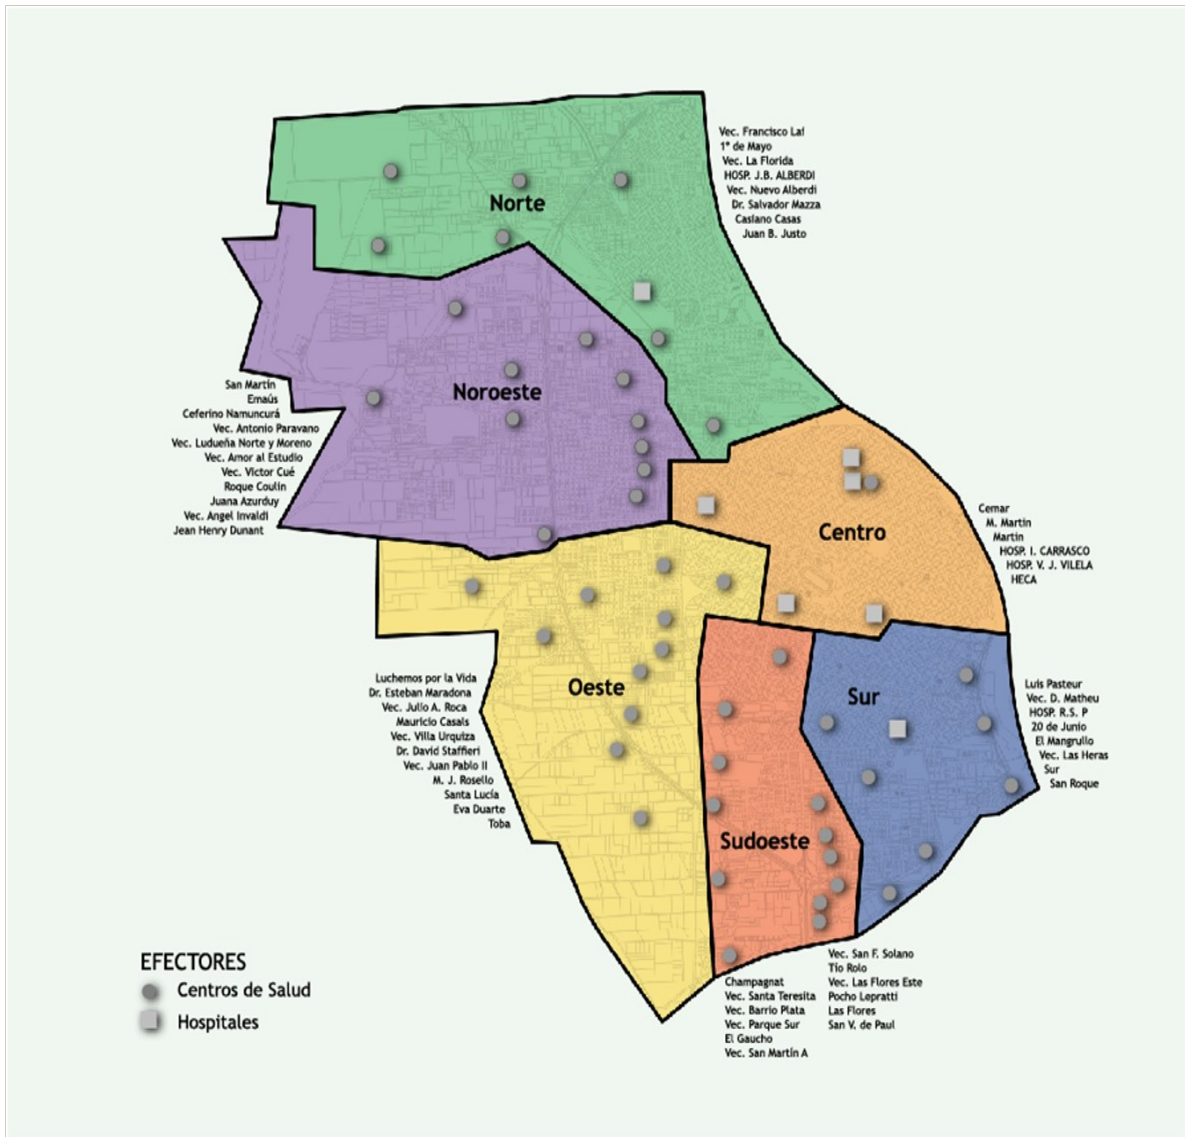 Vec. Francisco Lai
1° de Mayo
Vec. La Florida
HOSP. J.B. ALBERDI
Vec. Nuevo Alberdi
Dr. Salvador Mazza
Casiano Casas
Juan B. Justo
Norte
Noroeste
San Martín
Emaús
Ceferino Namuncurá
Vec. Antonio Paravano
Vec. Ludueña Norte y Moreno
Vec. Amor al Estudio
Vec. Victor Cué
Roque Coulin
Juana Azurduy
Vec. Angel Invaldi
Jean Henry Dunant
Centro
Cemar
M. Martin
Martin
HOSP. I. CARRASCO
HOSP. V. J. VILELA
HECA
Oeste
Luchemos por la Vida
Dr. Esteban Maradona
Vec. Julio A. Roca
Mauricio Casals
Vec. Villa Urquiza
Dr. David Staffieri
Vec. Juan Pablo II
M. J. Rosello
Santa Lucía
Eva Duarte
Toba
Sur
Luis Pasteur
Vec. D. Matheu
HOSP. R.S. P
20 de Junio
El Mangrullo
Vec. Las Heras
Sur
San Roque
Sudoeste
Champagnat
Vec. Santa Teresita
Vec. Barrio Plata
Vec. Parque Sur
El Gaucho
Vec. San Martín A
Vec. San F. Solano
Tío Rolo
Vec. Las Flores Este
Pocho Lepratti
Las Flores
San V. de Paul
EFECTORES
Centros de Salud
Hospitales